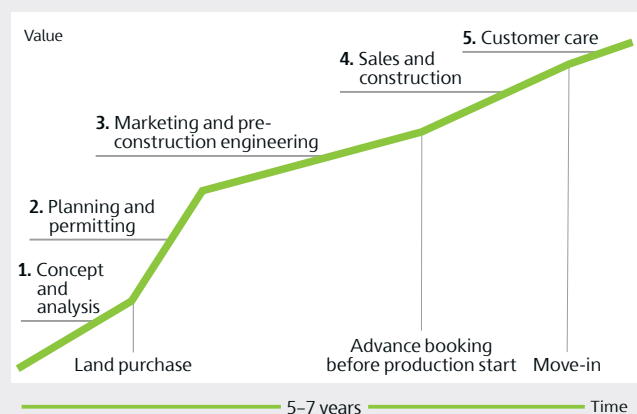 Value
5. Customer care
4. Sales and
construction
3. Marketing and pre-
construction engineering
2. Planning and
permitting
1. Concept
and
analysis
Land purchase
Advance booking
before production start
Move-in
5–7 years
Time